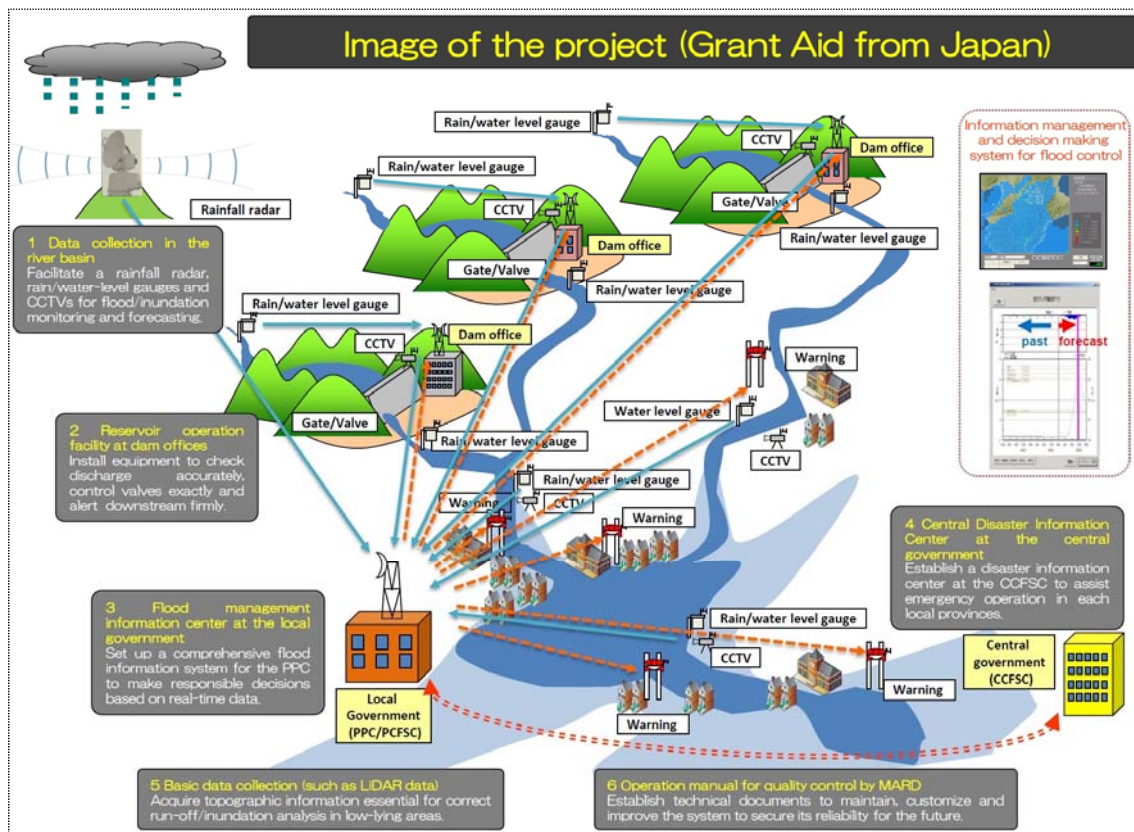 Image of the project (Grant Aid from Japan)
Rain/water level gauge
CCTV
Dam office
Information management
and decision making
system for flood control
Rain/water level gauge
CCTV
Dam office
Gate/Valve
Rain/water level gauge
Rainfall radar
1 Data collection in the
river basin
Facilitate a rainfall radar,
rain/water-level gauges and
CCTVs for flood/inundation
monitoring and forecasting.
Gate/Valve
Rain/water level gauge
Rain/water level gauge
Dam office
CCTV
past
forecast
Warning
Water level gauge
Gate/Valve
2 Reservoir operation
facility at dam offices
Install equipment to check
discharge accurately,
control valves exactly and
alert downstream firmly.
Rain/water level gauge
CCTV
Rain/water level gauge
Warning
CCTV
Warning
4 Central Disaster Information
Center at the central
government
Establish a disaster information
center at the CCFSC to assist
emergency operation in each
local provinces.
3 Flood management
information center at the local
government
Set up a comprehensive flood
information system for the PPC
to make responsible decisions
based on real-time data.
Rain/water level gauge
CCTV
Central
government
(CCFSC)
Warning
Local
Government
(PPC/PCFSC)
Warning
5 Basic data collection (such as LIDAR data)
Acquire topographic information essential for correct
run-off/inundation analysis in low-lying areas.
6 Operation manual for quality control by MARD
Establish technical documents to maintain, customize and
improve the system to secure its reliability for the future.